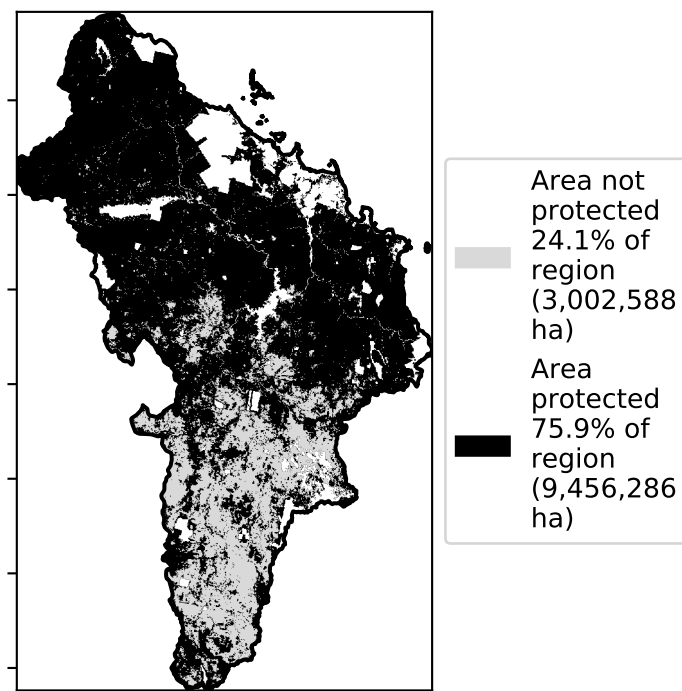 Area not
protected
24.1% of
region
(3,002,588
ha)
Area
protected
75.9% of
region
(9,456,286
ha)